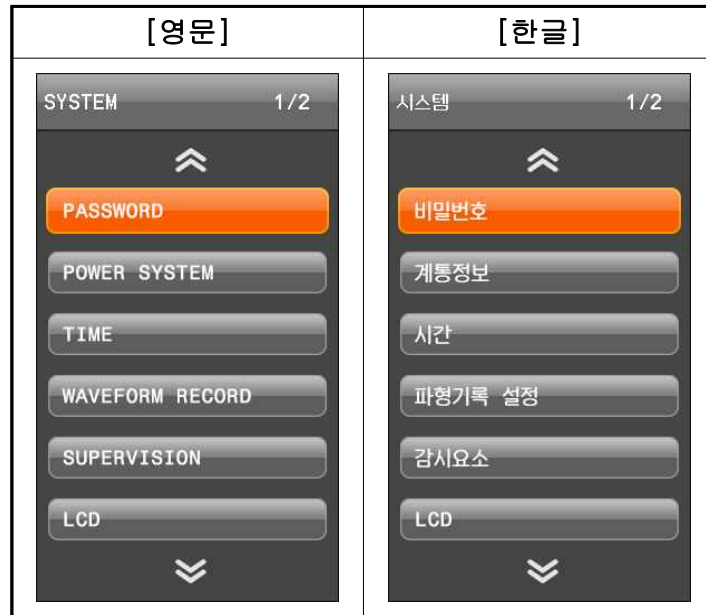 [영문]
[한글]
SYSTEM 1/2
PASSWORD
POWER SYSTEM
TIME
WAVEFORM RECORD
SUPERVISION
LCD
시스템 1/2
비밀번호
계통정보
시간
파형기록 설정
감시요소
LCD